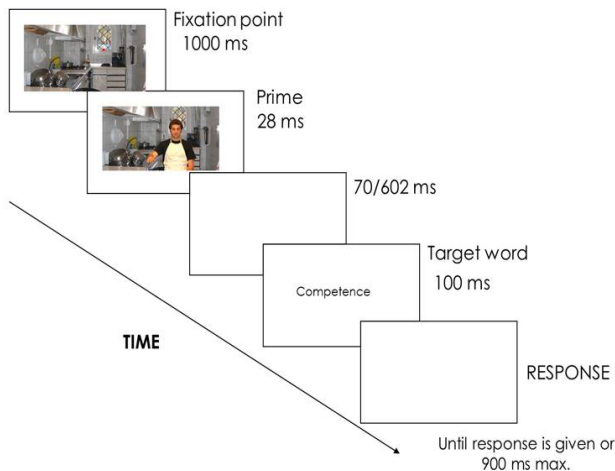 Fixation point
1000 ms
Prime
28 ms
70/602 ms
Target word
100 ms
Competence
TIME
RESPONSE
Until response is given or
900 ms max.